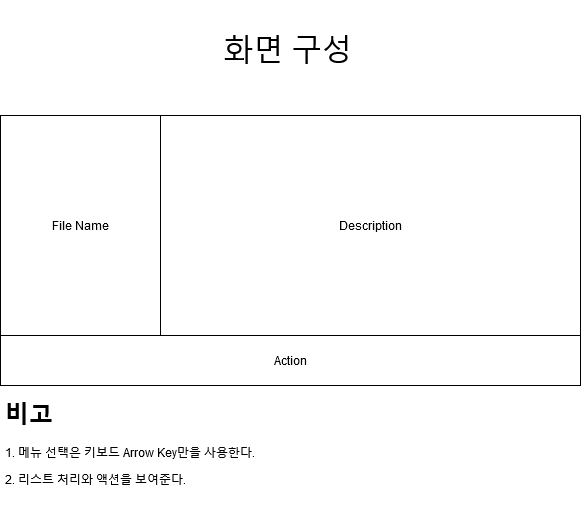 화면 구성
File Name
Description
Action
비고
1. 메뉴 선택은 키보드 Arrow Key만을 사용한다.
2. 리스트 처리와 액션을 보여준다.